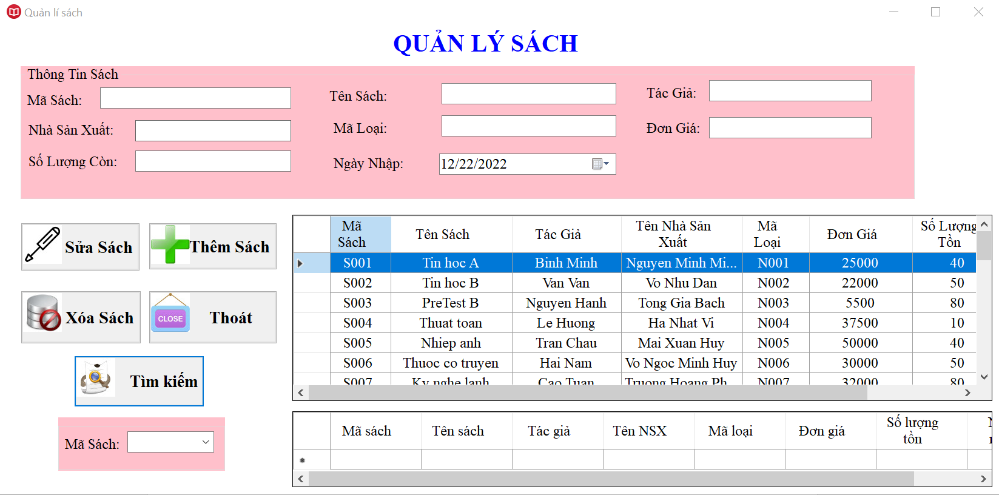 Quản lí sách
QUẢN LÝ SÁCH
Thông Tin Sách
Mã Sách:
Tên Sách:
Tác Giả:
Nhà Sản Xuất:
Mã Loại:
Đơn Giá:
Số Lượng Còn:
Ngày Nhập:
12/22/2022
Sửa Sách
Thêm Sách
Xóa Sách
CLOSE
Thoát
Tìm kiếm
Mã Sách:
Mã Sách Tên Sách Tác Giả Tên Nhà Sản Xuất Mã Loại Đơn Giá Số Lượng Tồn
S001 Tin hoc A Binh Minh Nguyen Minh Mi... N001 25000 40
S002 Tin hoc B Van Van Vo Nhu Dan N002 22000 50
S003 PreTest B Nguyen Hanh Tong Gia Bach N003 5500 80
S004 Thuat toan Le Huong Ha Nhat Vi N004 37500 10
S005 Nhiep anh Tran Chau Mai Xuan Huy N005 50000 40
S006 Thuoc co truyen Hai Nam Vo Ngoc Minh Huy N006 30000 50
S007 Ky nghe lanh Cao Tuan Truong Hoang Ph... N007 32000 80
Mã sách Tên sách Tác giả Tên NSX Mã loại Đơn giá Số lượng tồn